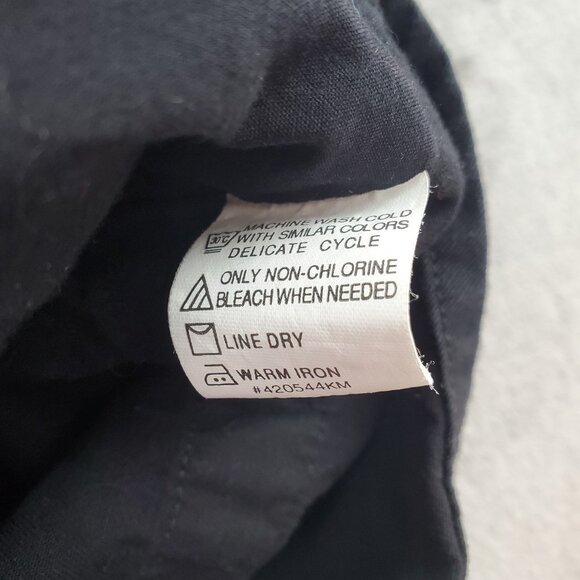 MACHINE WASH COLD
30°C WITH SIMILAR COLORS
DELICATE CYCLE
ONLY NON-CHLORINE
BLEACH WHEN NEEDED
LINE DRY
WARM IRON
#420544KM